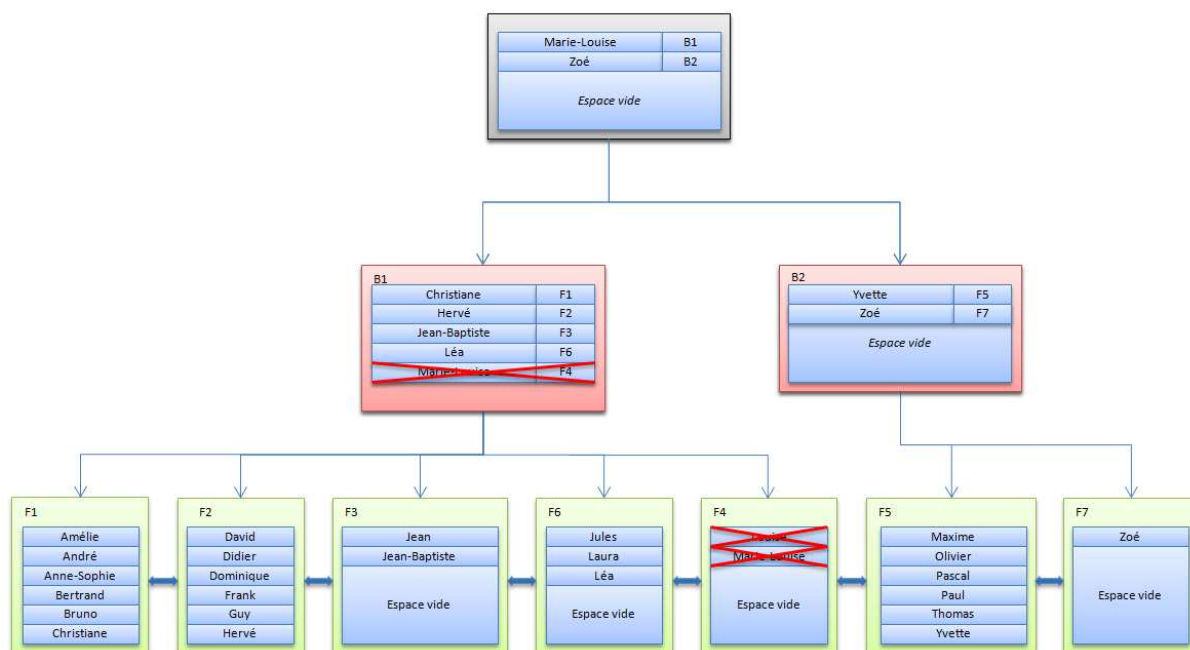 Marie-Louise B1
Zoé B2
Espace vide
B1
Christiane F1
Hervé F2
Jean-Baptiste F3
Léa F6
Marie-Louise F4
B2
Yvette F5
Zoé F7
Espace vide
F1
Amélie
André
Anne-Sophie
Bertrand
Bruno
Christiane
F2
David
Didier
Dominique
Frank
Guy
Hervé
F3
Jean
Jean-Baptiste
Espace vide
F6
Jules
Laura
Léa
Espace vide
F4
Louise
Marie-Louise
Espace vide
F5
Maxime
Olivier
Pascal
Paul
Thomas
Yvette
F7
Zoé
Espace vide